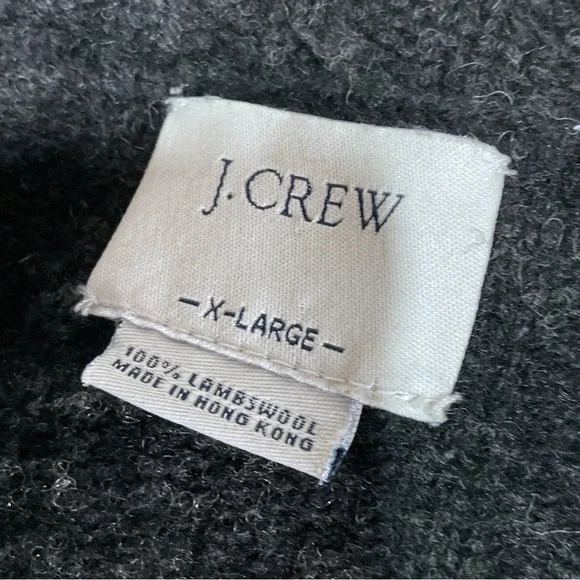 J.CREW
-X-LARGE-
100% LAMBSWOOL
MADE IN HONG KONG